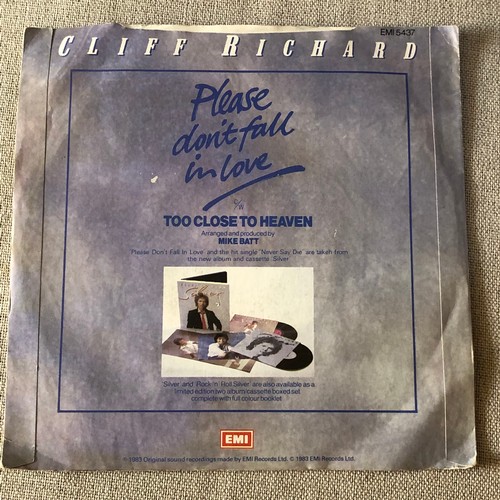 EMI 5437
CLIFF RICHARD
Please
don't fall
in love
c/w
TOO CLOSE TO HEAVEN
Arranged and produced by
MIKE BATT
Please Don't Fall In Love' and the hit single 'Never Say Die' are taken from
the new album and cassette 'Silver'
'Silver' and 'Rock 'n' Roll Silver' are also available as a
limited edition two album/cassette boxed set
complete with full colour booklet
EMI
℗ 1983 Original sound recordings made by EMI Records Ltd. © 1983 EMI Records Ltd.